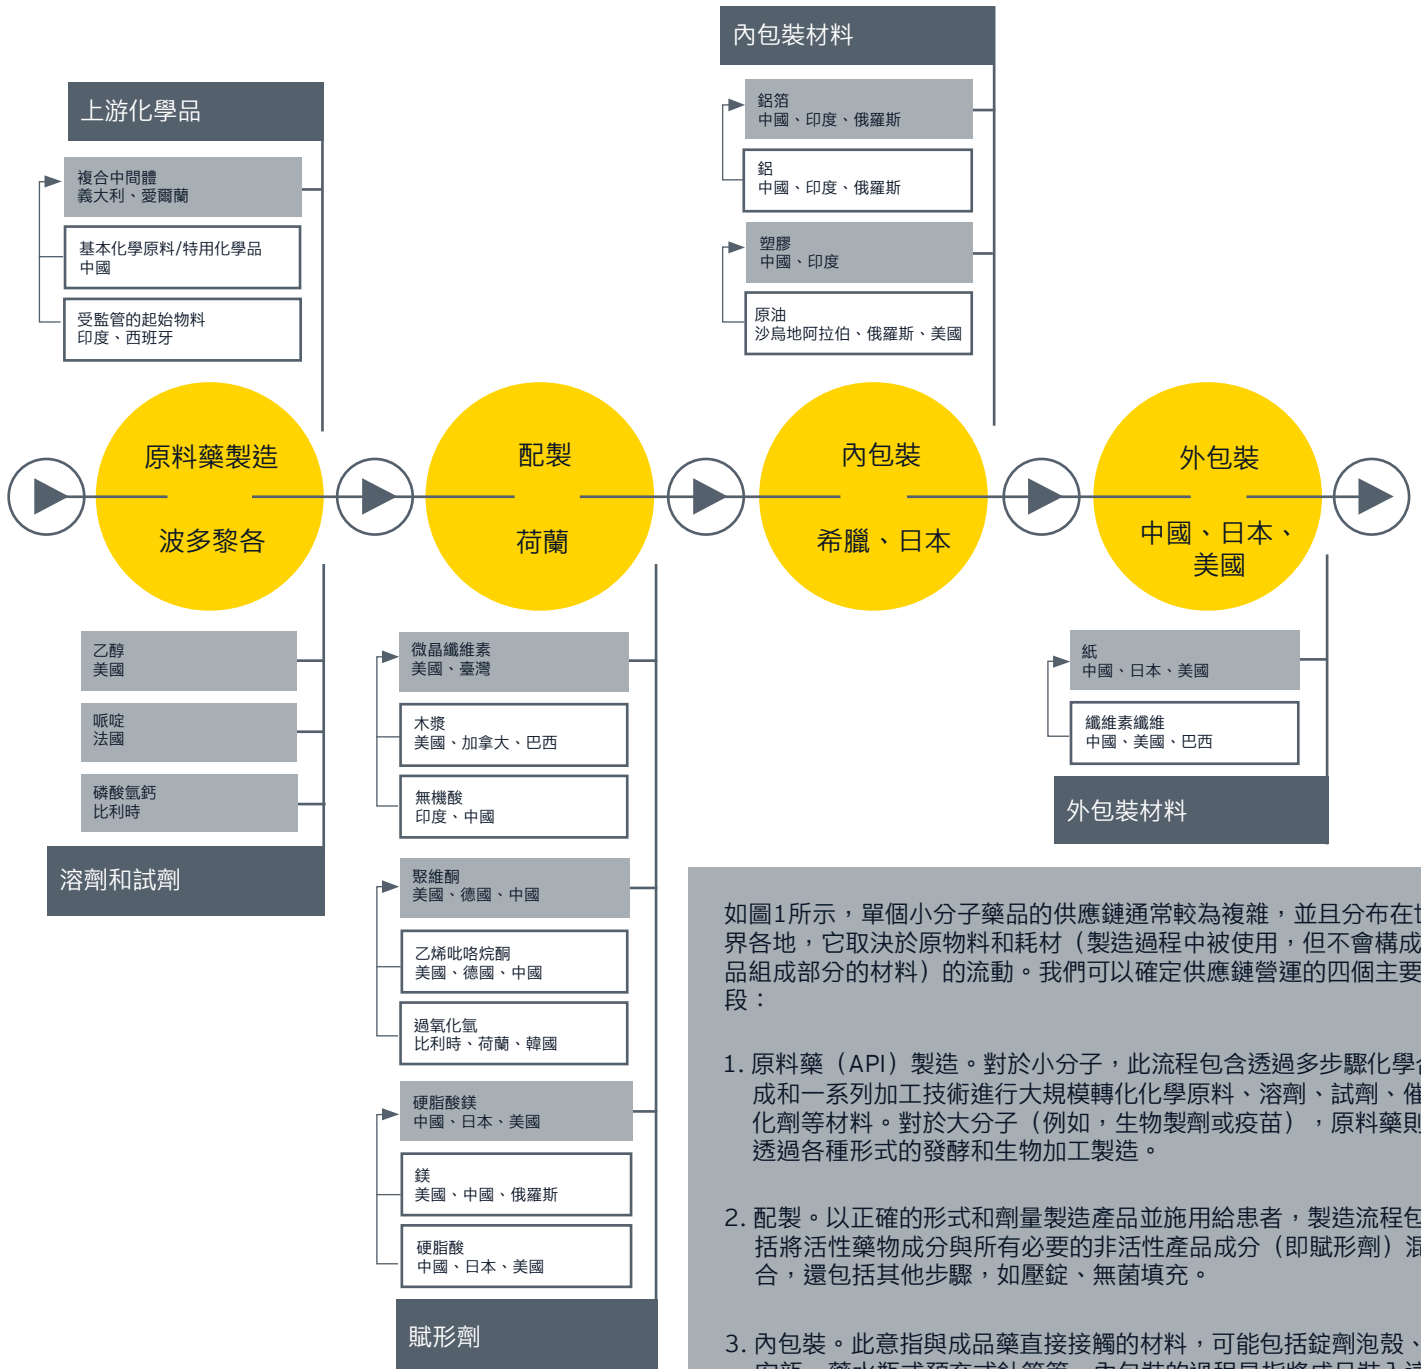 內包裝材料
鋁箔
中國、印度、俄羅斯
鋁
中國、印度、俄羅斯
塑膠
中國、印度
原油
沙烏地阿拉伯、俄羅斯、美國
上游化學品
複合中間體
義大利、愛爾蘭
基本化學原料/特用化學品
中國
受監管的起始物料
印度、西班牙
原料藥製造
波多黎各
配製
荷蘭
內包裝
希臘、日本
外包裝
中國、日本、
美國
乙醇
美國
哌啶
法國
磷酸氫鈣
比利時
溶劑和試劑
微晶纖維素
美國、臺灣
木漿
美國、加拿大、巴西
無機酸
印度、中國
聚維酮
美國、德國、中國
乙烯吡咯烷酮
美國、德國、中國
過氧化氫
比利時、荷蘭、韓國
硬脂酸鎂
中國、日本、美國
鎂
美國、中國、俄羅斯
硬脂酸
中國、日本、美國
賦形劑
紙
中國、日本、美國
纖維素纖維
中國、美國、巴西
外包裝材料
如圖1所示，單個小分子藥品的供應鏈通常較為複雜，並且分布在世
界各地，它取決於原物料和耗材（製造過程中被使用，但不會構成
品組成部分的材料）的流動。我們可以確定供應鏈營運的四個主要
段：
1. 原料藥（API）製造。對於小分子，此流程包含透過多步驟化學合
成和一系列加工技術進行大規模轉化化學原料、溶劑、試劑、催
化劑等材料。對於大分子（例如，生物製劑或疫苗），原料藥則
透過各種形式的發酵和生物加工製造。
2. 配製。以正確的形式和劑量製造產品並施用給患者，製造流程包
括將活性藥物成分與所有必要的非活性產品成分（即賦形劑）混
合，還包括其他步驟，如壓錠、無菌填充。
3. 內包裝。此意指與成品藥直接接觸的材料，可能包括錠劑泡殼、